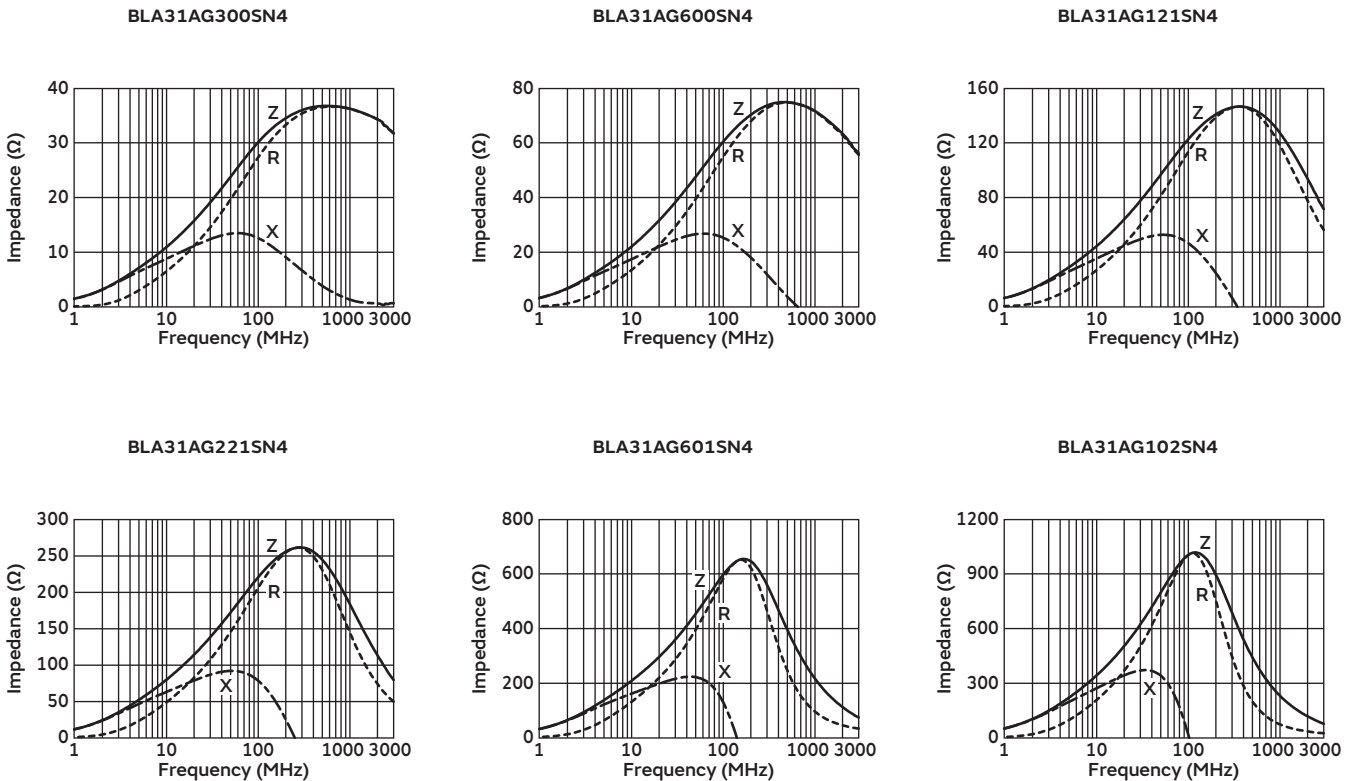 BLA31AG300SN4
Impedance (Ω)
40
30
20
10
0
Z
R
X
1 10 100 1000 3000
Frequency (MHz)
BLA31AG600SN4
Impedance (Ω)
80
60
40
20
0
Z
R
X
1 10 100 1000 3000
Frequency (MHz)
BLA31AG121SN4
Impedance (Ω)
160
120
80
40
0
Z
R
X
1 10 100 1000 3000
Frequency (MHz)
BLA31AG221SN4
Impedance (Ω)
300
250
200
150
100
50
0
Z
R
X
1 10 100 1000 3000
Frequency (MHz)
BLA31AG601SN4
Impedance (Ω)
800
600
400
200
0
Z
R
X
1 10 100 1000 3000
Frequency (MHz)
BLA31AG102SN4
Impedance (Ω)
1200
900
600
300
0
Z
R
X
1 10 100 1000 3000
Frequency (MHz)